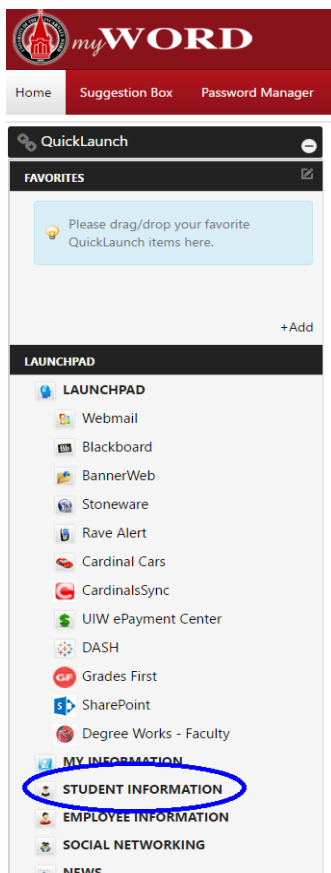 myWORD
Home Suggestion Box Password Manager
QuickLaunch
FAVORITES
Please drag/drop your favorite
QuickLaunch items here.
+Add
LAUNCHPAD
LAUNCHPAD
Webmail
Blackboard
BannerWeb
Stoneware
Rave Alert
Cardinal Cars
CardinalsSync
UIW ePayment Center
DASH
GF Grades First
SharePoint
Degree Works - Faculty
MY INFORMATION
STUDENT INFORMATION
EMPLOYEE INFORMATION
SOCIAL NETWORKING
NEWS